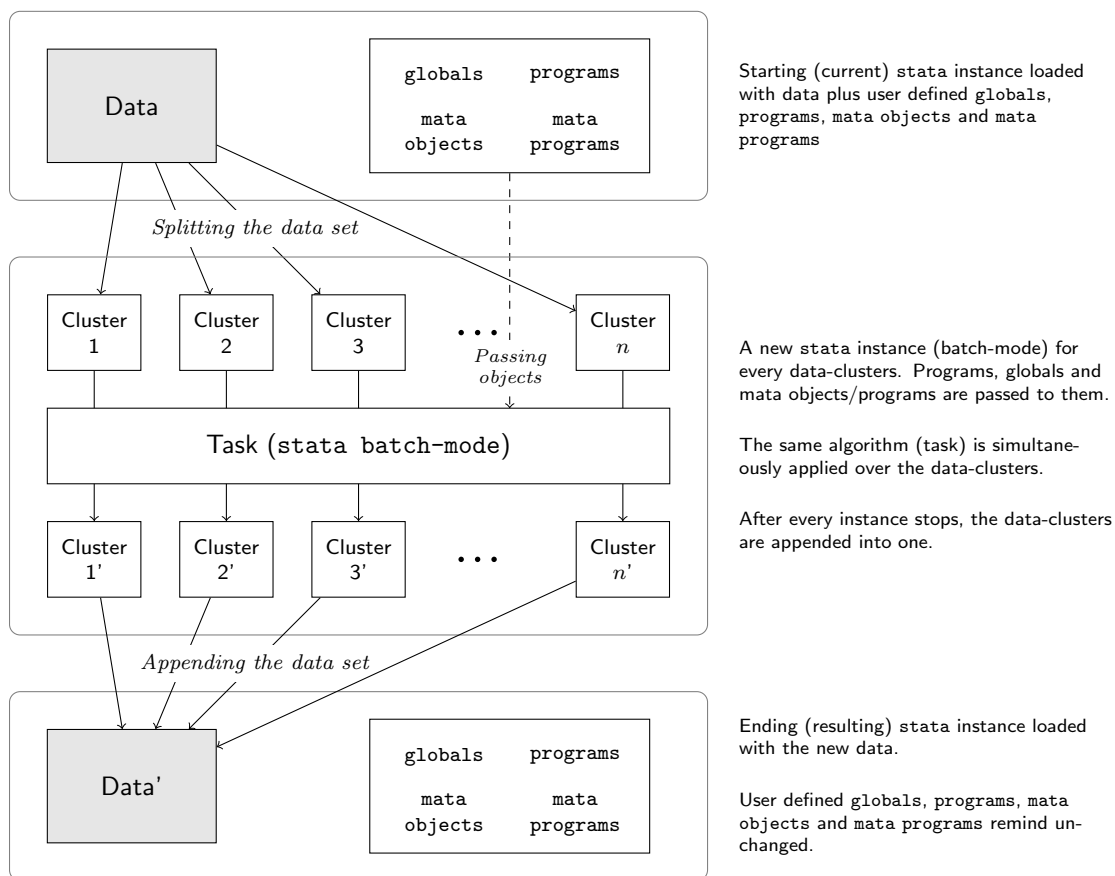 Data
globals programs
mata mata
objects programs
Starting (current) stata instance loaded
with data plus user defined globals,
programs, mata objects and mata
programs
Splitting the data set
Cluster
1
Cluster
2
Cluster
3
...
Cluster
n
Passing
objects
Task (stata batch-mode)
A new stata instance (batch-mode) for
every data-clusters. Programs, globals and
mata objects/programs are passed to them.
The same algorithm (task) is simultane-
ously applied over the data-clusters.
After every instance stops, the data-clusters
are appended into one.
Cluster
1'
Cluster
2'
Cluster
3'
...
Cluster
n'
Appending the data set
Data'
globals programs
mata mata
objects programs
Ending (resulting) stata instance loaded
with the new data.
User defined globals, programs, mata
objects and mata programs remind un-
changed.